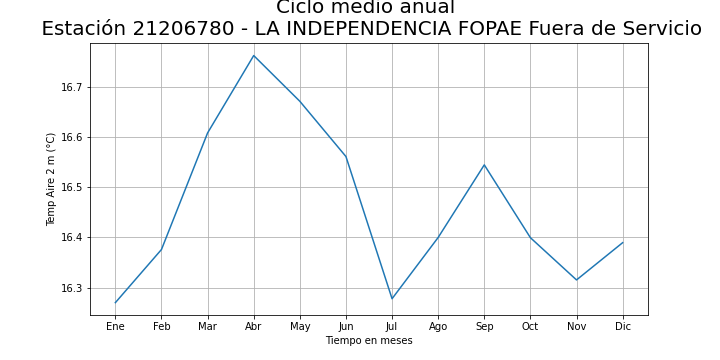 Ciclo medio anual
Estación 21206780 - LA INDEPENDENCIA FOPAE Fuera de Servicio
Temp Aire 2 m (°C)
16.7
16.6
16.5
16.4
16.3
Ene Feb Mar Abr May Jun Jul Ago Sep Oct Nov Dic
Tiempo en meses